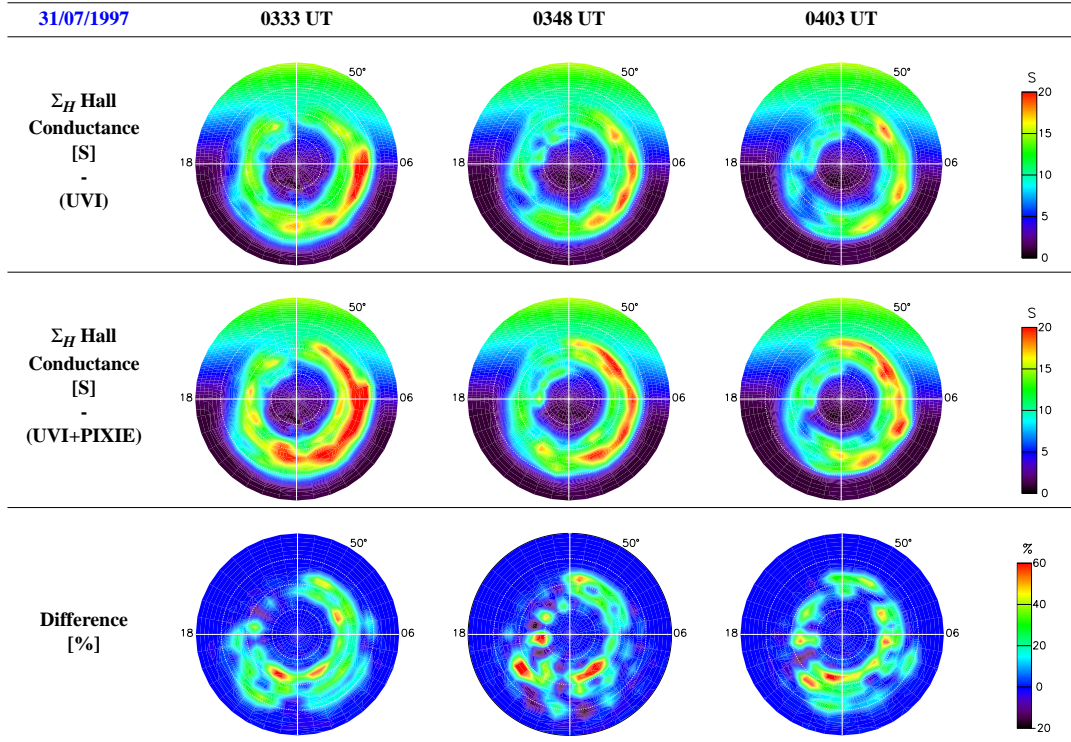 31/07/1997 0333 UT 0348 UT 0403 UT
Σ_H Hall
Conductance
[S]
-
(UVI)
50° 50° 50°
18 06 18 06 18 06
S
20
15
10
5
0
Σ_H Hall
Conductance
[S]
-
(UVI+PIXIE)
50° 50° 50°
18 06 18 06 18 06
S
20
15
10
5
0
Difference
[%]
50° 50° 50°
18 06 18 06 18 06
%
60
40
20
0
20